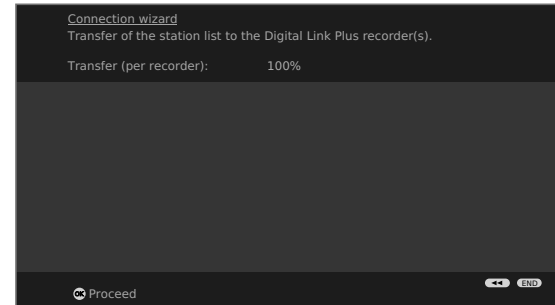 Connection wizard
Transfer of the station list to the Digital Link Plus recorder(s).
Transfer (per recorder): 100%
◄◄ END
OK Proceed